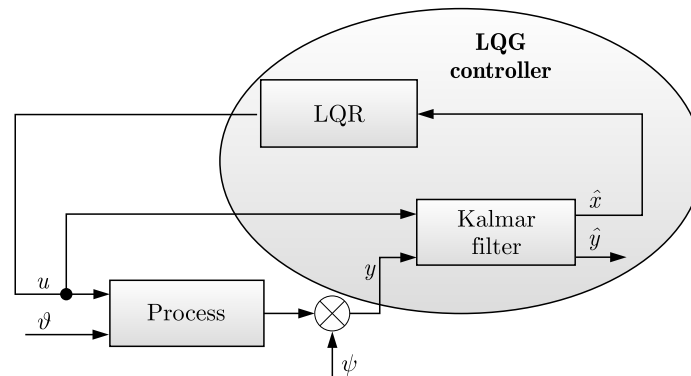 LQG
controller
LQR
x̂
Kalmar
filter
ŷ
y
u
Process
ϑ
ψ